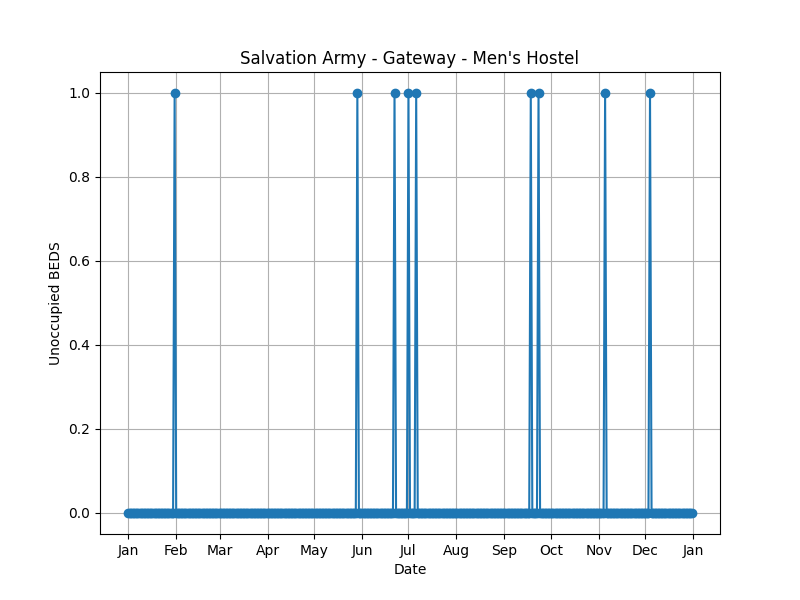 Salvation Army - Gateway - Men's Hostel
1.0
0.8
0.6
0.4
0.2
0.0
Unoccupied BEDS
Jan Feb Mar Apr May Jun Jul Aug Sep Oct Nov Dec Jan
Date